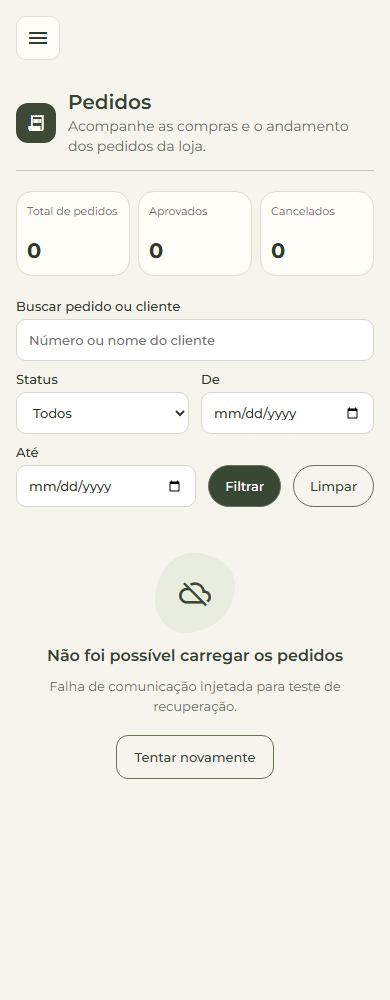 Pedidos
Acompanhe as compras e o andamento
dos pedidos da loja.
Total de pedidos
0
Aprovados
0
Cancelados
0
Buscar pedido ou cliente
Número ou nome do cliente
Status
De
Todos
mm/dd/yyyy
Até
mm/dd/yyyy
Filtrar
Limpar
Não foi possível carregar os pedidos
Falha de comunicação injetada para teste de
recuperação.
Tentar novamente